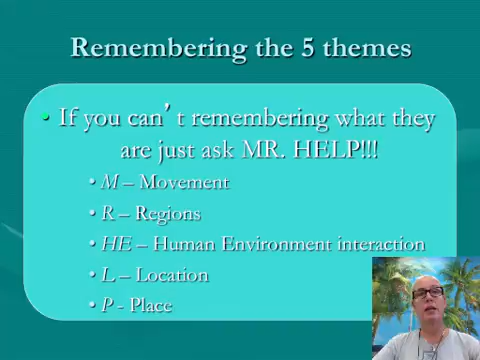 Remembering the 5 themes
• If you can't remembering what they
are just ask MR. HELP!!!
• M – Movement
• R – Regions
• HE – Human Environment interaction
• L – Location
• P - Place